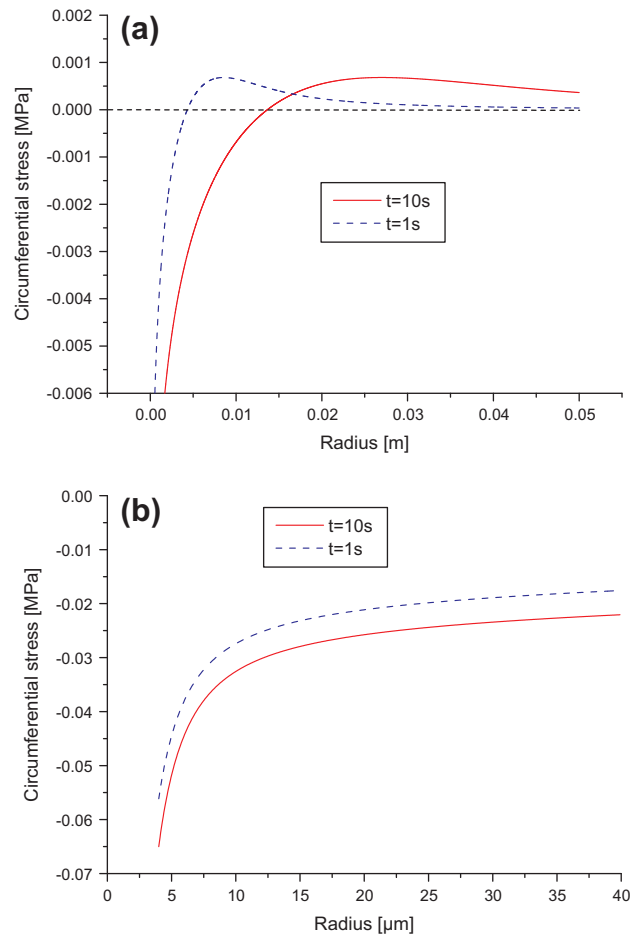 (a)
0.002
0.001
0.000
-0.001
-0.002
-0.003
-0.004
-0.005
-0.006
Circumferential stress [MPa]
t=10s
t=1s
0.00 0.01 0.02 0.03 0.04 0.05
Radius [m]
(b)
0.00
-0.01
-0.02
-0.03
-0.04
-0.05
-0.06
-0.07
Circumferential stress [MPa]
t=10s
t=1s
0 5 10 15 20 25 30 35 40
Radius [µm]